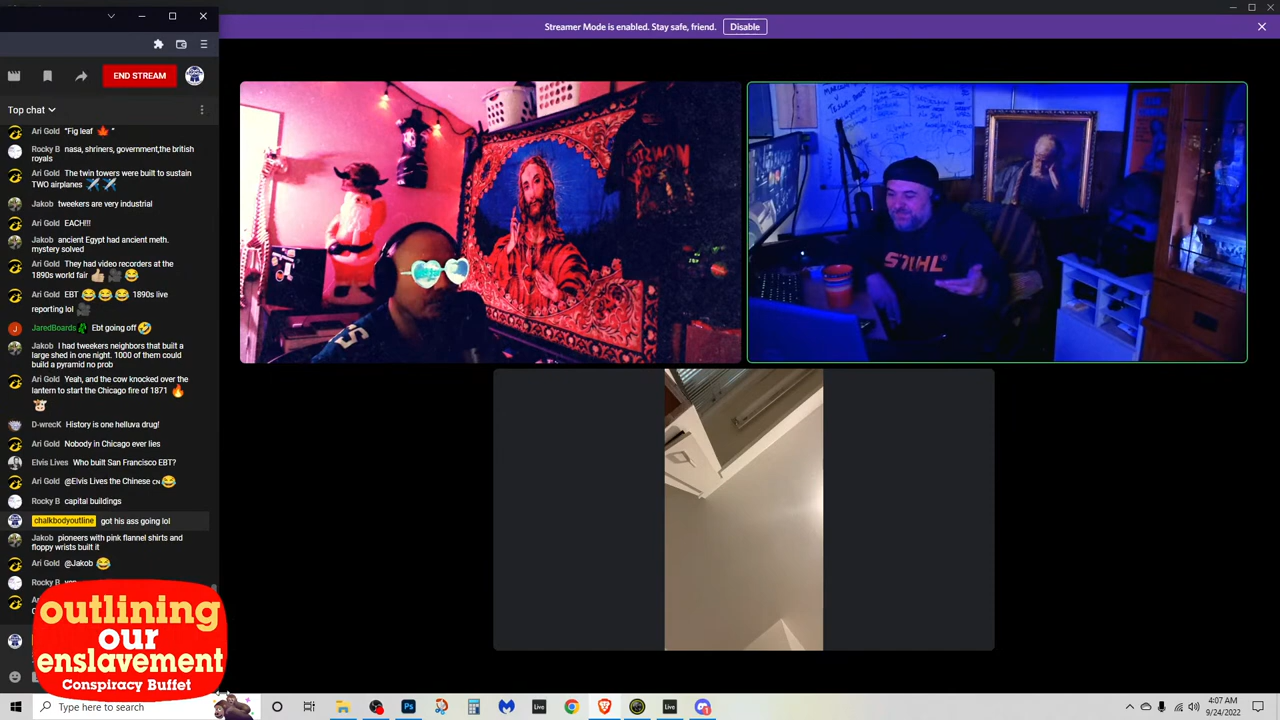 Streamer Mode is enabled. Stay safe, friend.
Disable
END STREAM
Top chat
Ari Gold "Fig leaf 🍁 "
Rocky B nasa, shriners, government,the british
royals
Ari Gold The twin towers were built to sustain
TWO airplanes ✈️ ✈️
Jakob tweekers are very industrial
Ari Gold EACH!!!
Jakob ancient Egypt had ancient meth.
mystery solved
Ari Gold They had video recorders at the
1890s world fair 👍🏼 🎥 😂
Ari Gold EBT 😂 😂 😂 1890s live
reporting lol 🎥
JaredBoards🦎 Ebt going off 🤣
Jakob I had tweekers neighbors that built a
large shed in one night. 1000 of them could
build a pyramid no prob
Ari Gold Yeah, and the cow knocked over the
lantern to start the Chicago fire of 1871 🔥
🐮
D-wrecK History is one helluva drug!
Ari Gold Nobody in Chicago ever lies
Elvis Lives Who built San Francisco EBT?
Ari Gold @Elvis Lives the Chinese 🇨🇳 😂
Rocky B capital buildings
chalkbodyoutline got his ass going lol
Jakob pioneers with pink flannel shirts and
floppy wrists built it
Ari Gold @Jakob 😂
Rocky B yep
outlining
our
enslavement
Conspiracy Buffet
STIHL
Type here to search
Live
Live
4:07 AM
9/24/2022